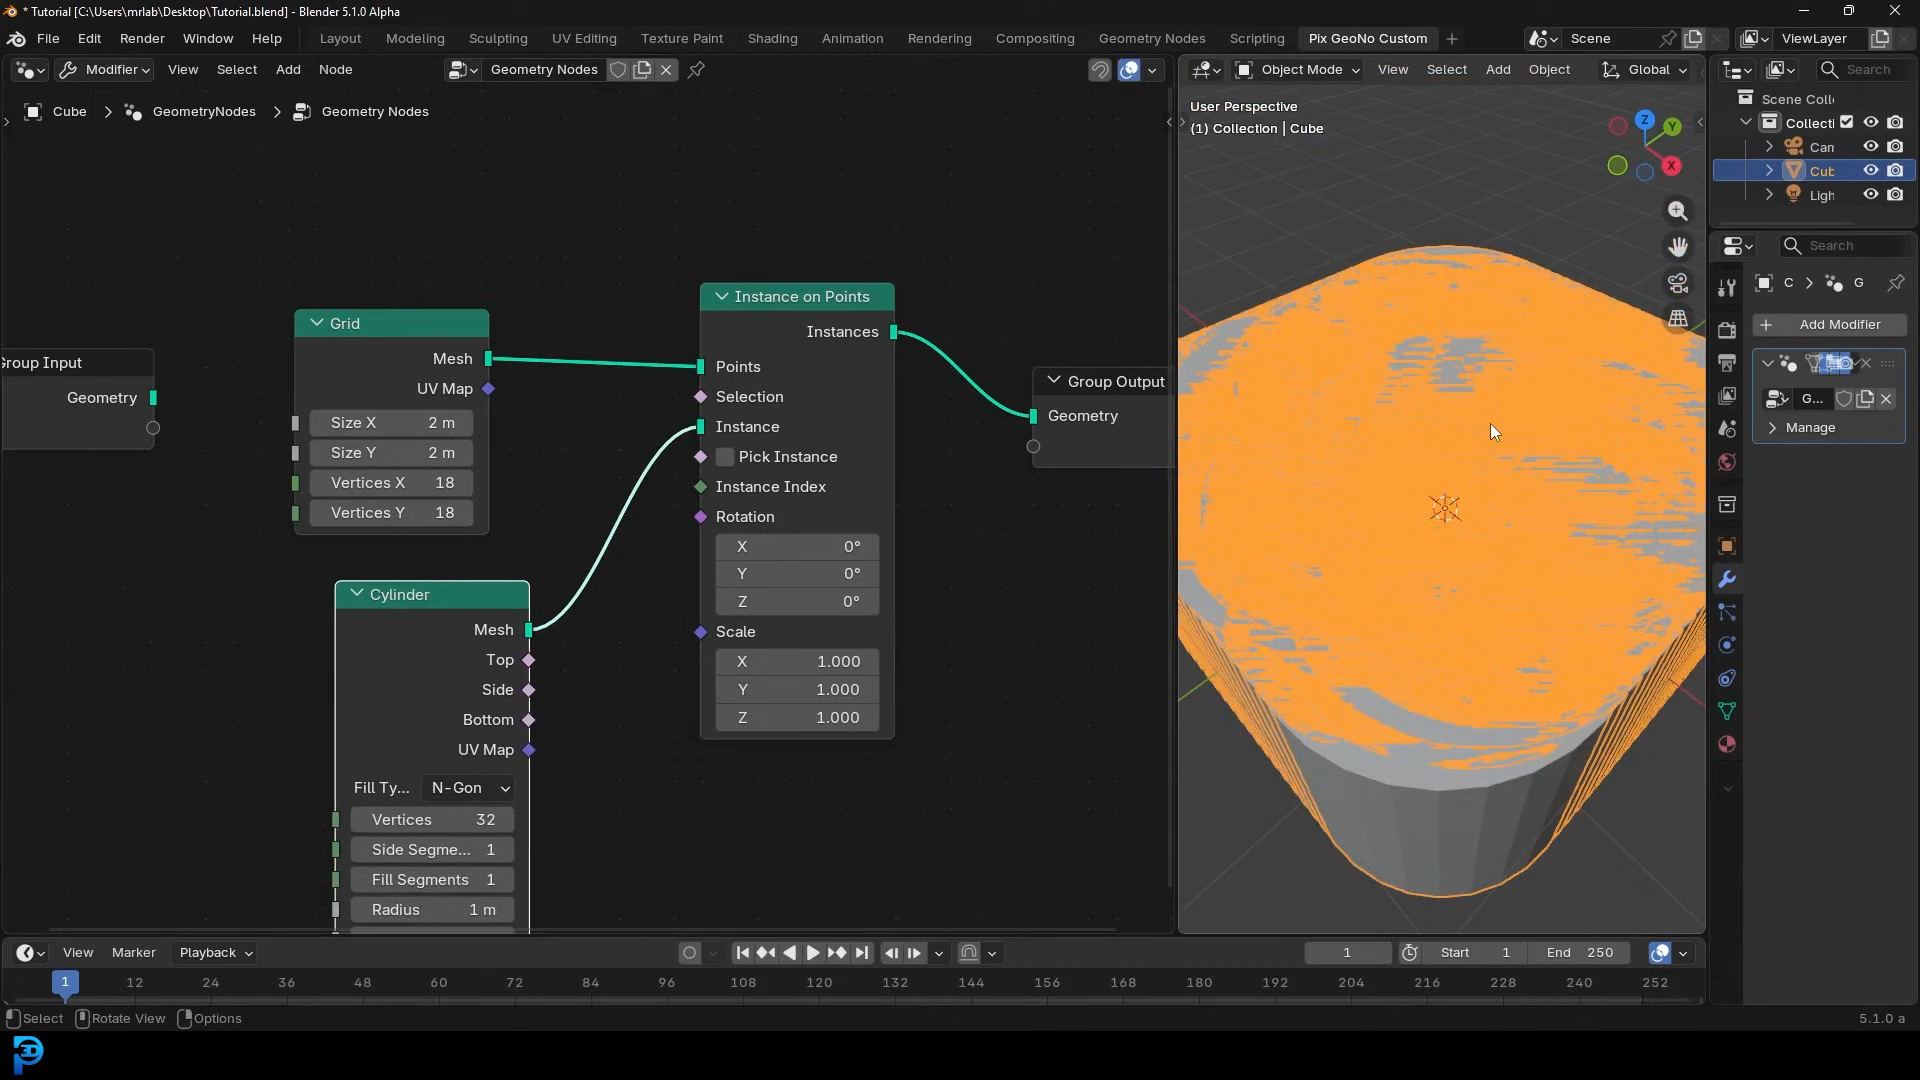 * Tutorial [C:\Users\mrlab\Desktop\Tutorial.blend] - Blender 5.1.0 Alpha
File Edit Render Window Help Layout Modeling Sculpting UV Editing Texture Paint Shading Animation Rendering Compositing Geometry Nodes Scripting Pix GeoNo Custom + Scene ViewLayer
Modifier View Select Add Node Geometry Nodes Object Mode View Select Add Object Global Search
Cube > GeometryNodes > Geometry Nodes
User Perspective
(1) Collection | Cube
Z
Y
X
Scene Coll
Collecti
Can
Cub
Ligh
Search
C > G
Add Modifier
G...
Manage
Group Input
Geometry
Grid
Mesh
UV Map
Size X 2 m
Size Y 2 m
Vertices X 18
Vertices Y 18
Cylinder
Mesh
Top
Side
Bottom
UV Map
Fill Ty... N-Gon
Vertices 32
Side Segme... 1
Fill Segments 1
Radius 1 m
Instance on Points
Instances
Points
Selection
Instance
Pick Instance
Instance Index
Rotation
X 0°
Y 0°
Z 0°
Scale
X 1.000
Y 1.000
Z 1.000
Group Output
Geometry
View Marker Playback 1 Start 1 End 250
1 12 24 36 48 60 72 84 96 108 120 132 144 156 168 180 192 204 216 228 240 252
Select Rotate View Options 5.1.0 a